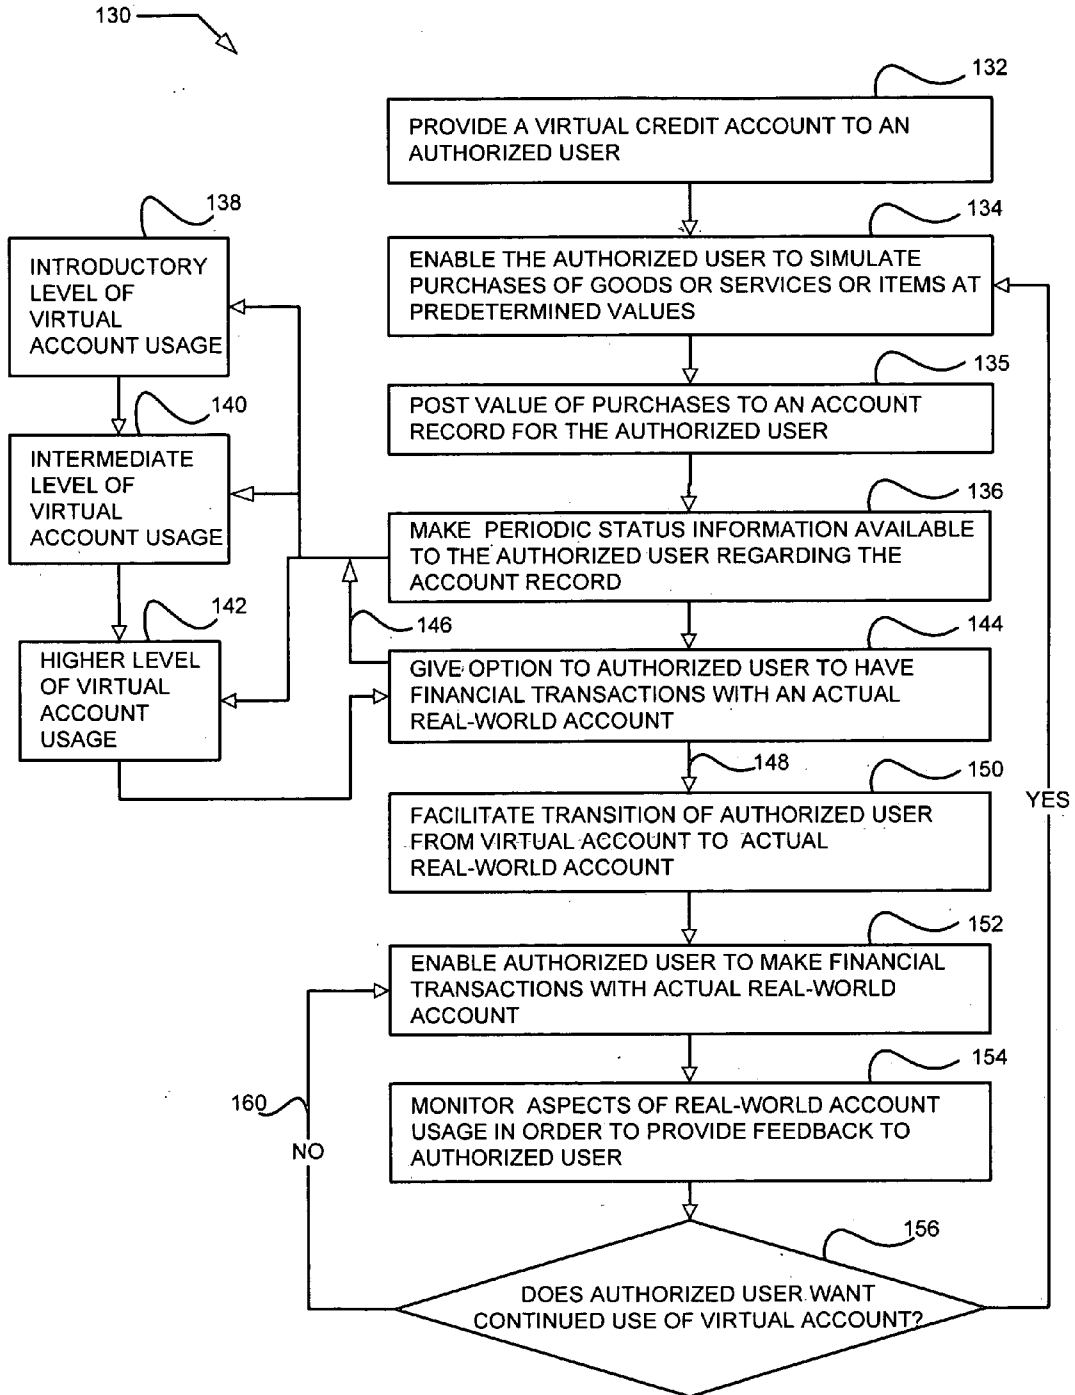 130
132
PROVIDE A VIRTUAL CREDIT ACCOUNT TO AN
AUTHORIZED USER
134
ENABLE THE AUTHORIZED USER TO SIMULATE
PURCHASES OF GOODS OR SERVICES OR ITEMS AT
PREDETERMINED VALUES
138
INTRODUCTORY
LEVEL OF
VIRTUAL
ACCOUNT USAGE
135
POST VALUE OF PURCHASES TO AN ACCOUNT
RECORD FOR THE AUTHORIZED USER
140
INTERMEDIATE
LEVEL OF
VIRTUAL
ACCOUNT USAGE
136
MAKE PERIODIC STATUS INFORMATION AVAILABLE
TO THE AUTHORIZED USER REGARDING THE
ACCOUNT RECORD
142
HIGHER LEVEL
OF VIRTUAL
ACCOUNT
USAGE
146
144
GIVE OPTION TO AUTHORIZED USER TO HAVE
FINANCIAL TRANSACTIONS WITH AN ACTUAL
REAL-WORLD ACCOUNT
148
150
FACILITATE TRANSITION OF AUTHORIZED USER
FROM VIRTUAL ACCOUNT TO ACTUAL
REAL-WORLD ACCOUNT
YES
152
ENABLE AUTHORIZED USER TO MAKE FINANCIAL
TRANSACTIONS WITH ACTUAL REAL-WORLD
ACCOUNT
154
MONITOR ASPECTS OF REAL-WORLD ACCOUNT
USAGE IN ORDER TO PROVIDE FEEDBACK TO
AUTHORIZED USER
160
NO
156
DOES AUTHORIZED USER WANT
CONTINUED USE OF VIRTUAL ACCOUNT?